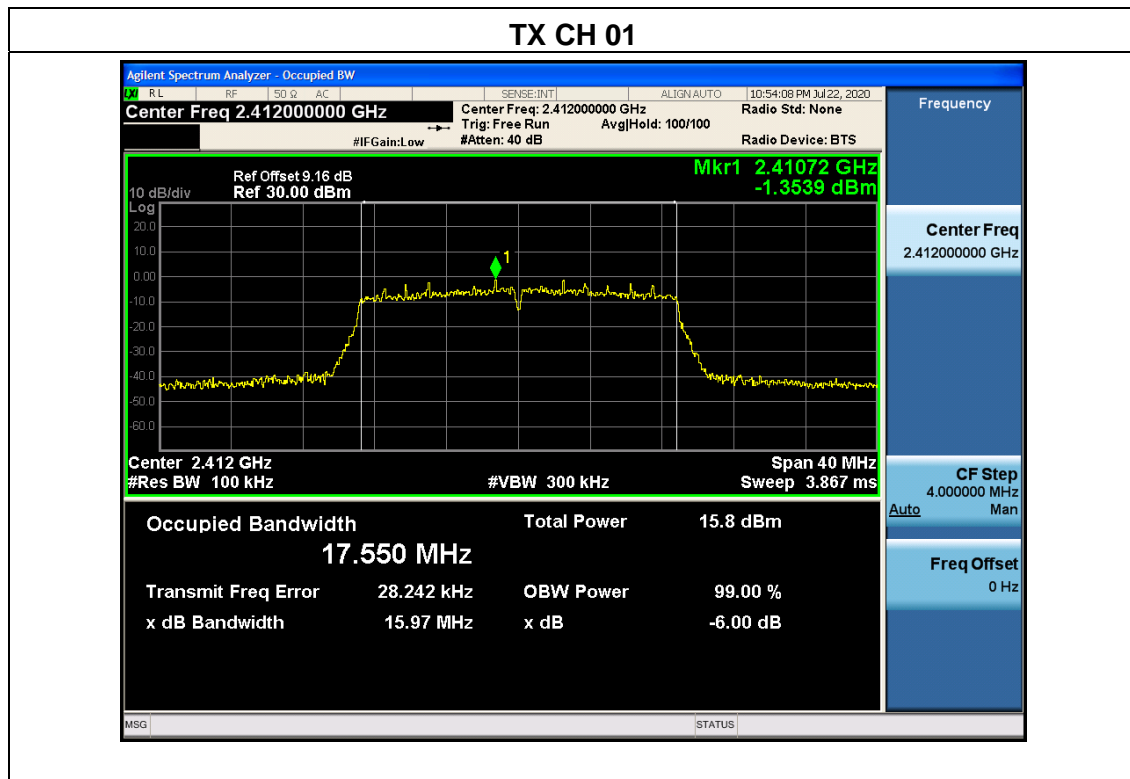 TX CH 01
Agilent Spectrum Analyzer - Occupied BW
LXI RL RF 50 Ω AC SENSE:INT ALIGN AUTO 10:54:08 PM Jul 22, 2020
Center Freq 2.412000000 GHz
Center Freq: 2.412000000 GHz
Radio Std: None
Trig: Free Run Avg|Hold: 100/100
#IFGain:Low
#Atten: 40 dB
Radio Device: BTS
Frequency
Mkr1 2.41072 GHz
-1.3539 dBm
Ref Offset 9.16 dB
10 dB/div Ref 30.00 dBm
Log
20.0
10.0
0.00
-10.0
-20.0
-30.0
-40.0
-50.0
-60.0
1
Center 2.412 GHz
Span 40 MHz
#Res BW 100 kHz
#VBW 300 kHz
Sweep 3.867 ms
Center Freq
2.412000000 GHz
CF Step
4.000000 MHz
Auto Man
Freq Offset
0 Hz
Occupied Bandwidth
17.550 MHz
Total Power 15.8 dBm
Transmit Freq Error 28.242 kHz
OBW Power 99.00 %
x dB Bandwidth 15.97 MHz
x dB -6.00 dB
MSG
STATUS